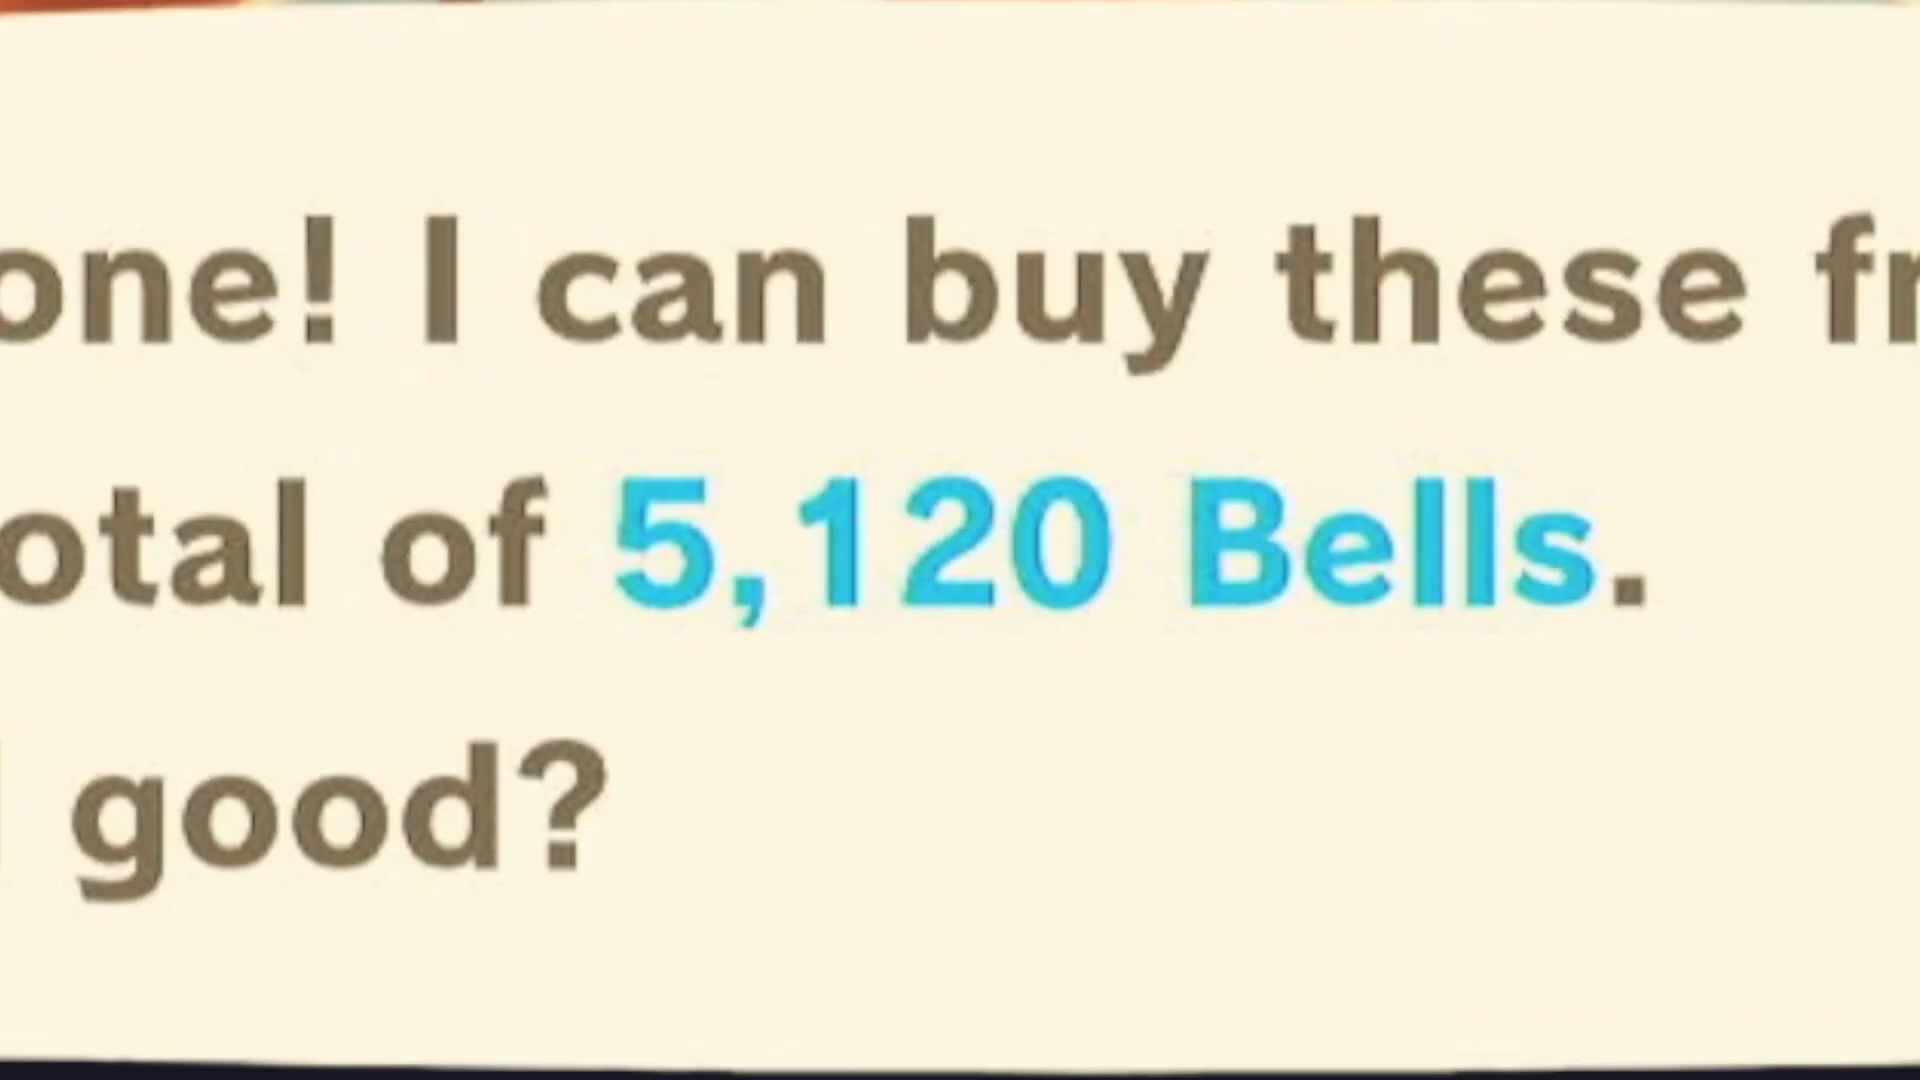 one! I can buy these fr
otal of 5,120 Bells.
good?